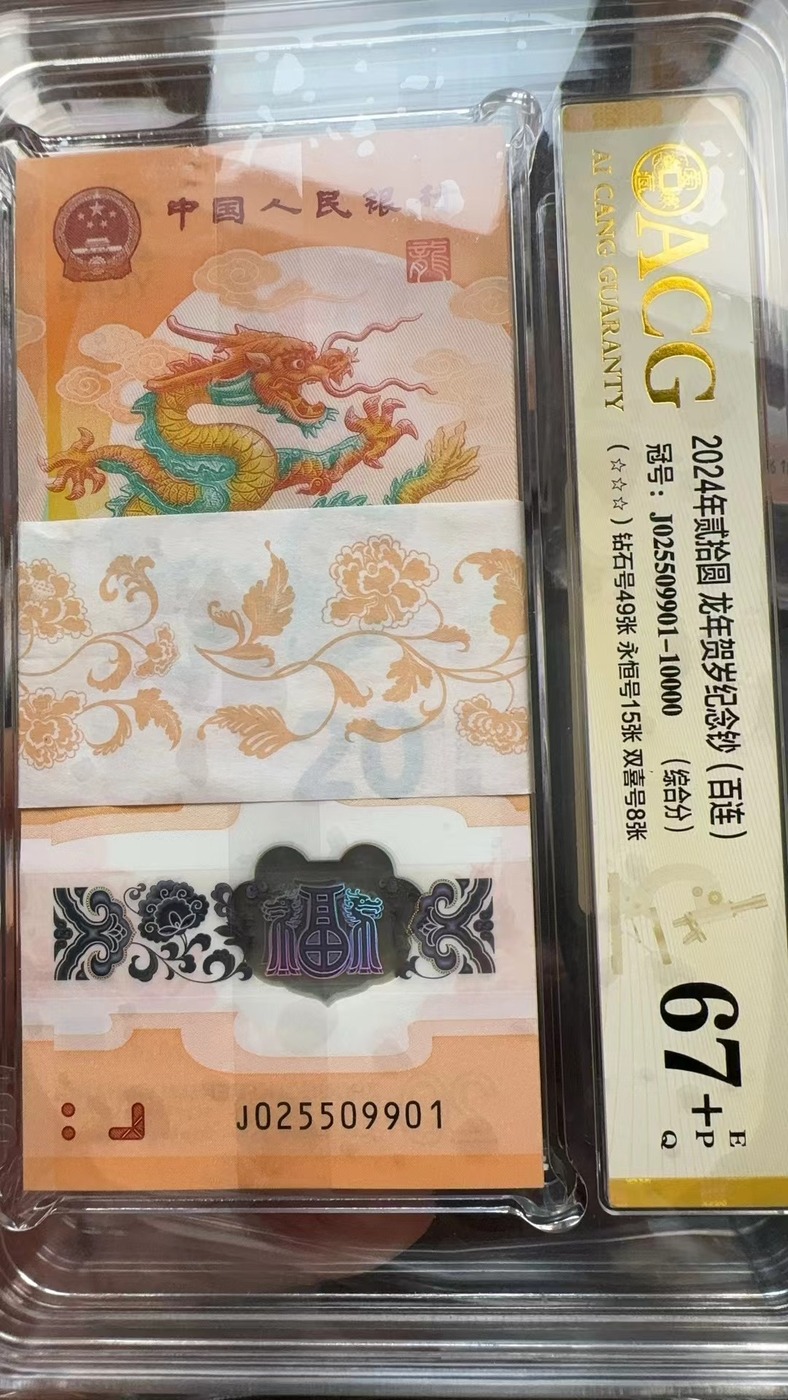 中国人民银行
龍
20
福
J025509901
ACG
AI CANG GUARANTY
2024年贰拾圆 龙年贺岁纪念钞（百连）
冠号：J025509901-10000 （综合分）
（☆☆☆）钻石号49张 永恒号15张 双喜号8张
67+
E
P
Q